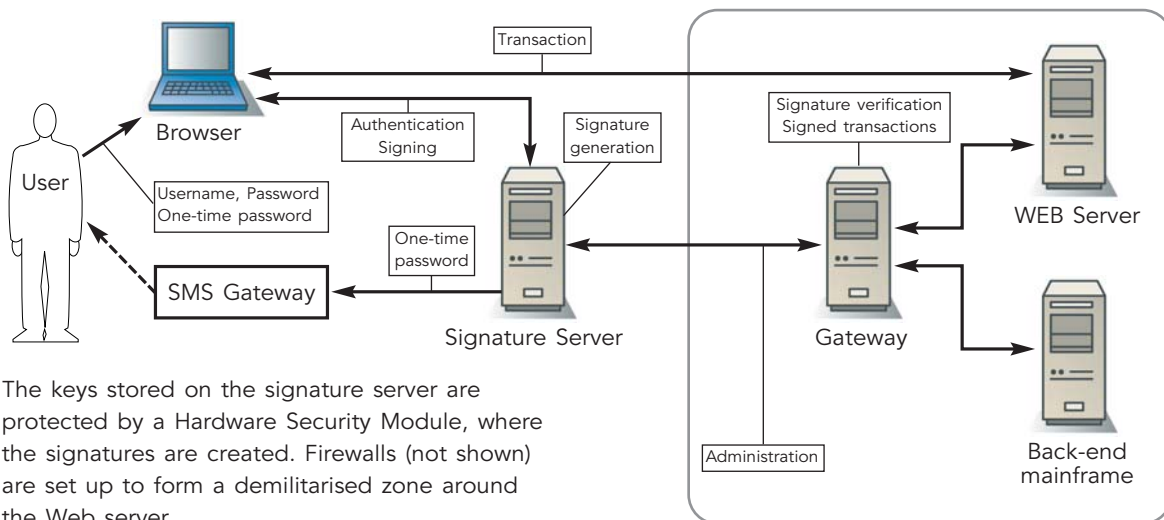 Transaction
Browser
Authentication
Signing
Signature
generation
Signature verification
Signed transactions
User
Username, Password
One-time password
WEB Server
One-time
password
SMS Gateway
Signature Server
Gateway
The keys stored on the signature server are
protected by a Hardware Security Module, where
the signatures are created. Firewalls (not shown)
are set up to form a demilitarised zone around
the Web server.
Administration
Back-end
mainframe